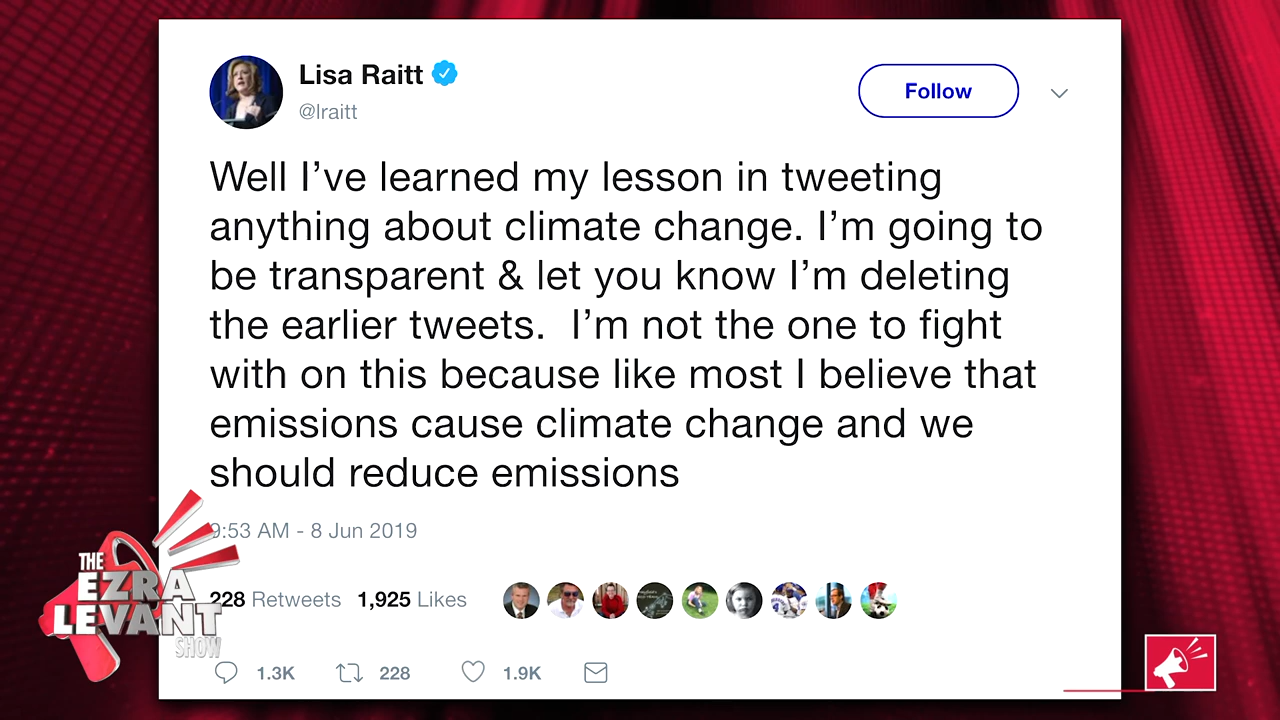 Lisa Raitt
@lraitt
Follow
Well I’ve learned my lesson in tweeting
anything about climate change. I’m going to
be transparent & let you know I’m deleting
the earlier tweets.  I’m not the one to fight
with on this because like most I believe that
emissions cause climate change and we
should reduce emissions
9:53 AM - 8 Jun 2019
228 Retweets 1,925 Likes
1.3K 228 1.9K
THE
EZRA
LEVANT
SHOW